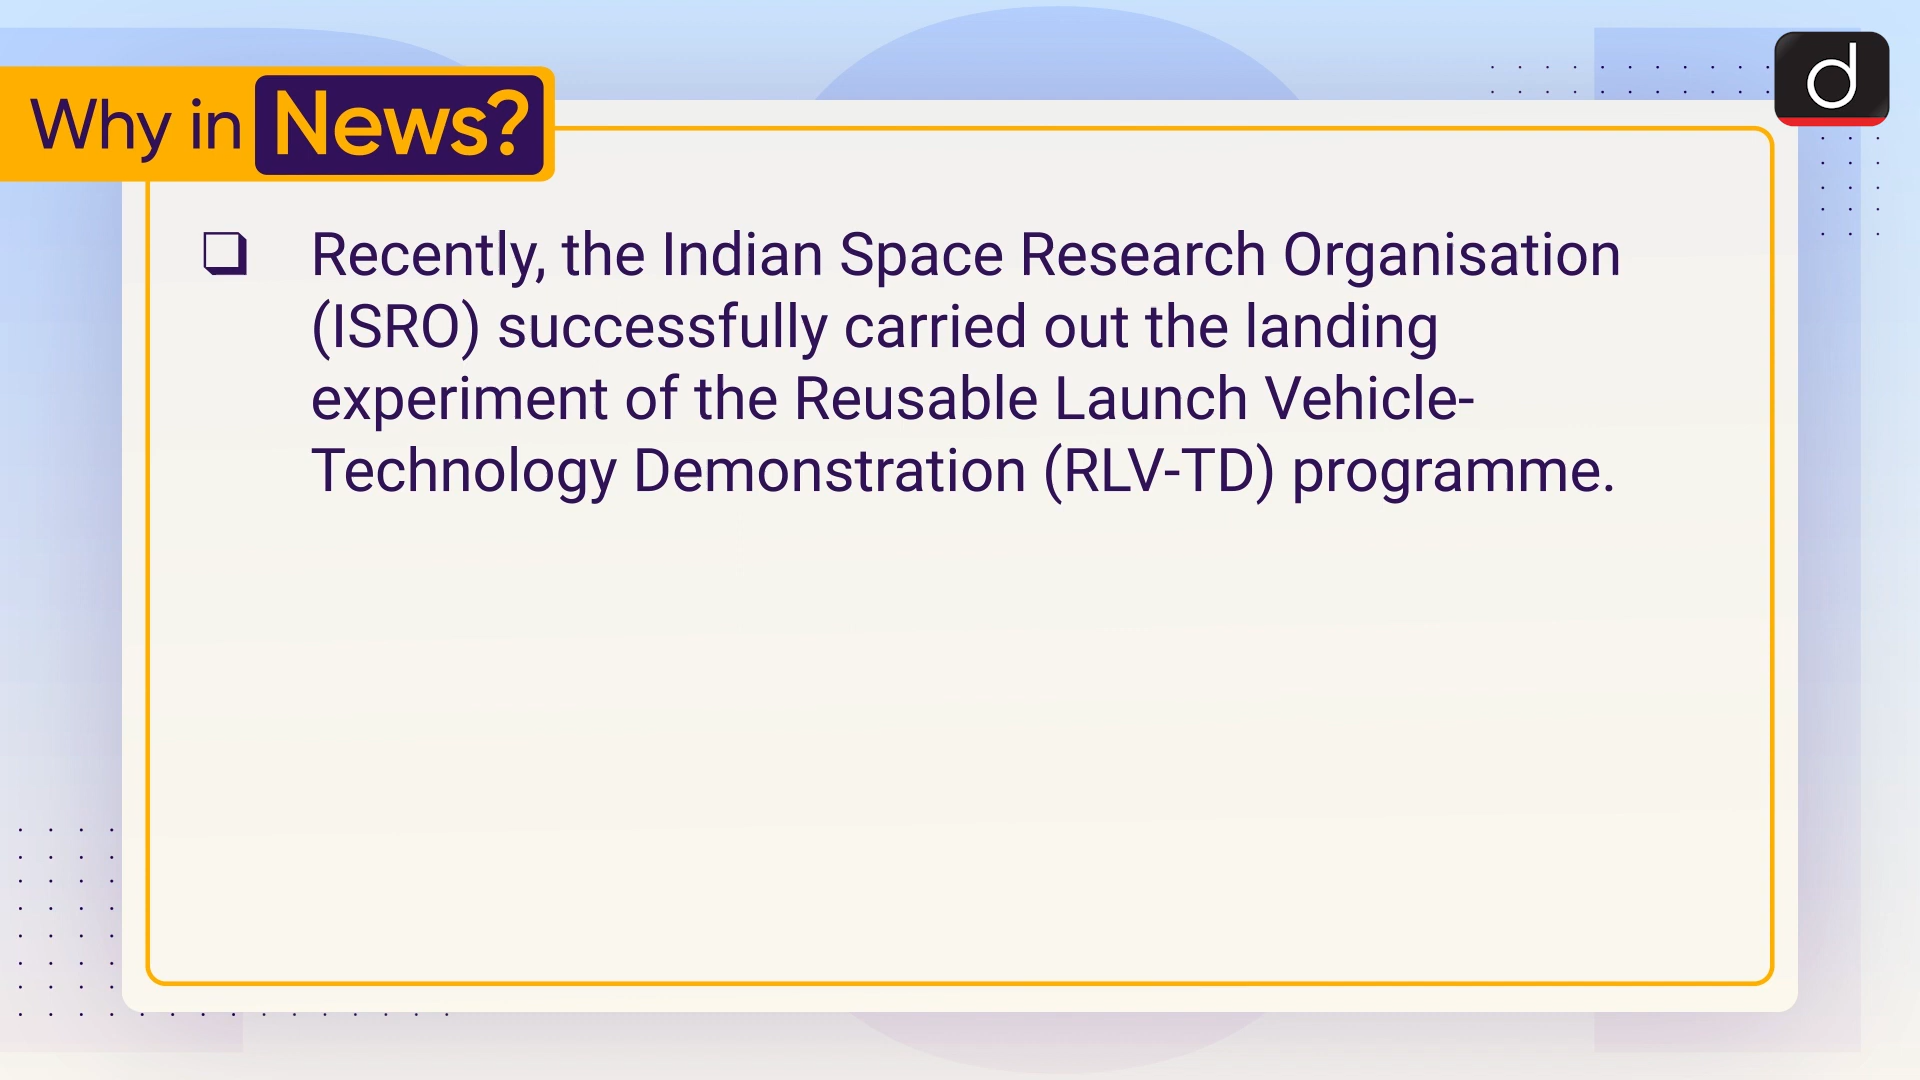 Why in News?
d
❑ Recently, the Indian Space Research Organisation
(ISRO) successfully carried out the landing
experiment of the Reusable Launch Vehicle-
Technology Demonstration (RLV-TD) programme.